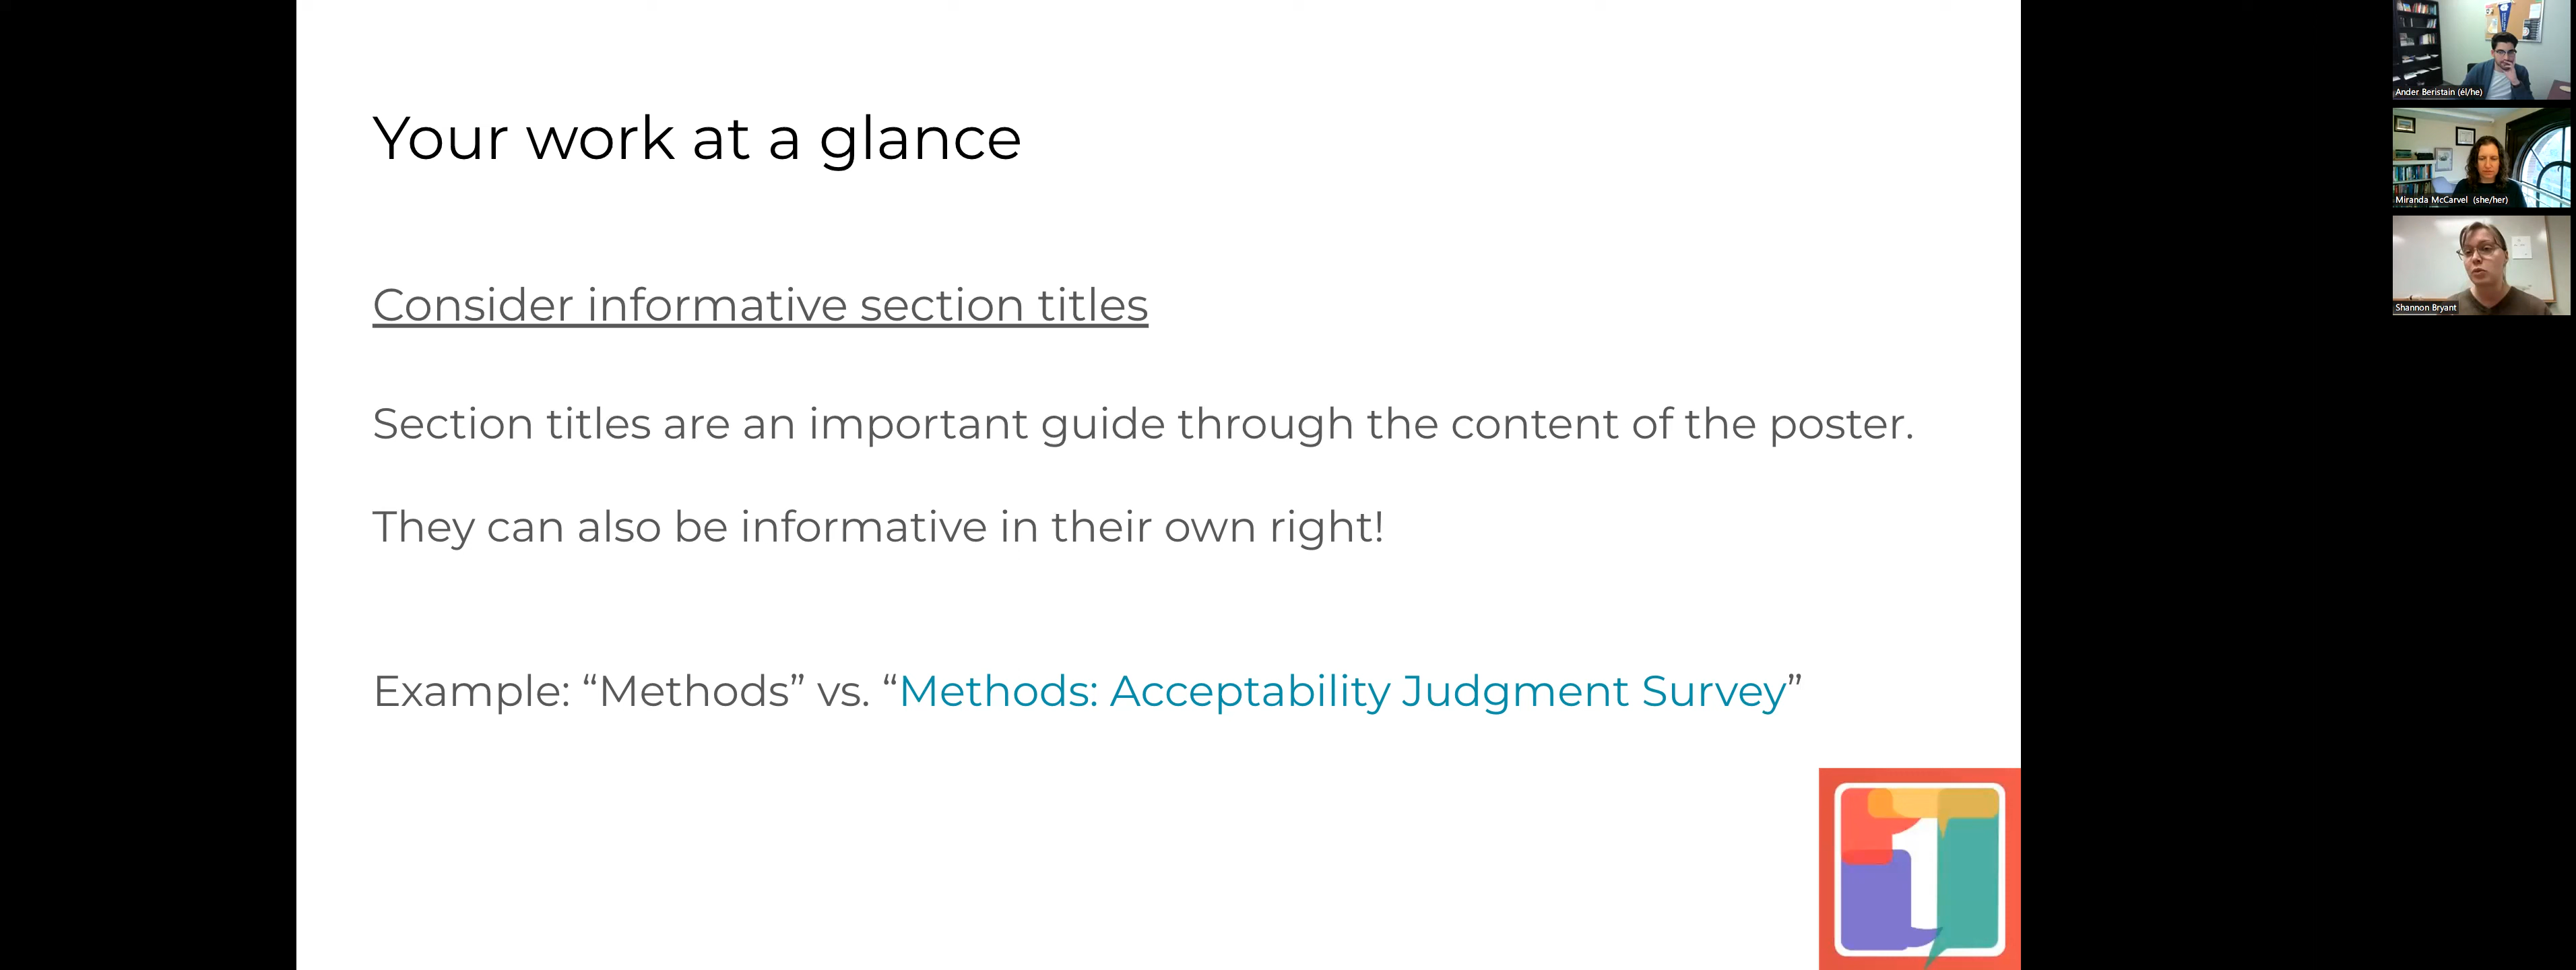 Your work at a glance
Consider informative section titles
Section titles are an important guide through the content of the poster.
They can also be informative in their own right!
Example: “Methods” vs. “Methods: Acceptability Judgment Survey”
1
Ander Beristain (él/he)
Miranda McCarvel (she/her)
Shannon Bryant